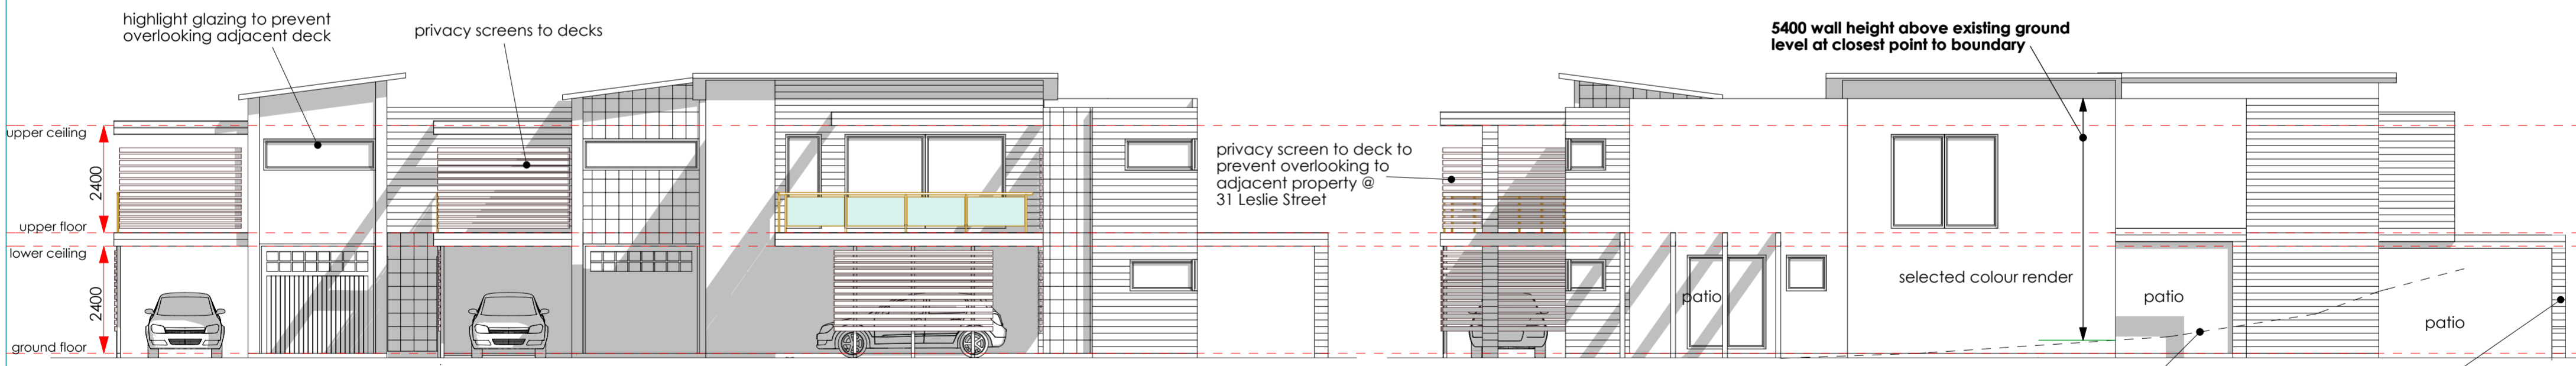 highlight glazing to prevent
overlooking adjacent deck
privacy screens to decks
5400 wall height above existing ground
level at closest point to boundary
upper ceiling
2400
upper floor
lower ceiling
2400
ground floor
privacy screen to deck to
prevent overlooking to
adjacent property @
31 Leslie Street
selected colour render
patio
patio
patio